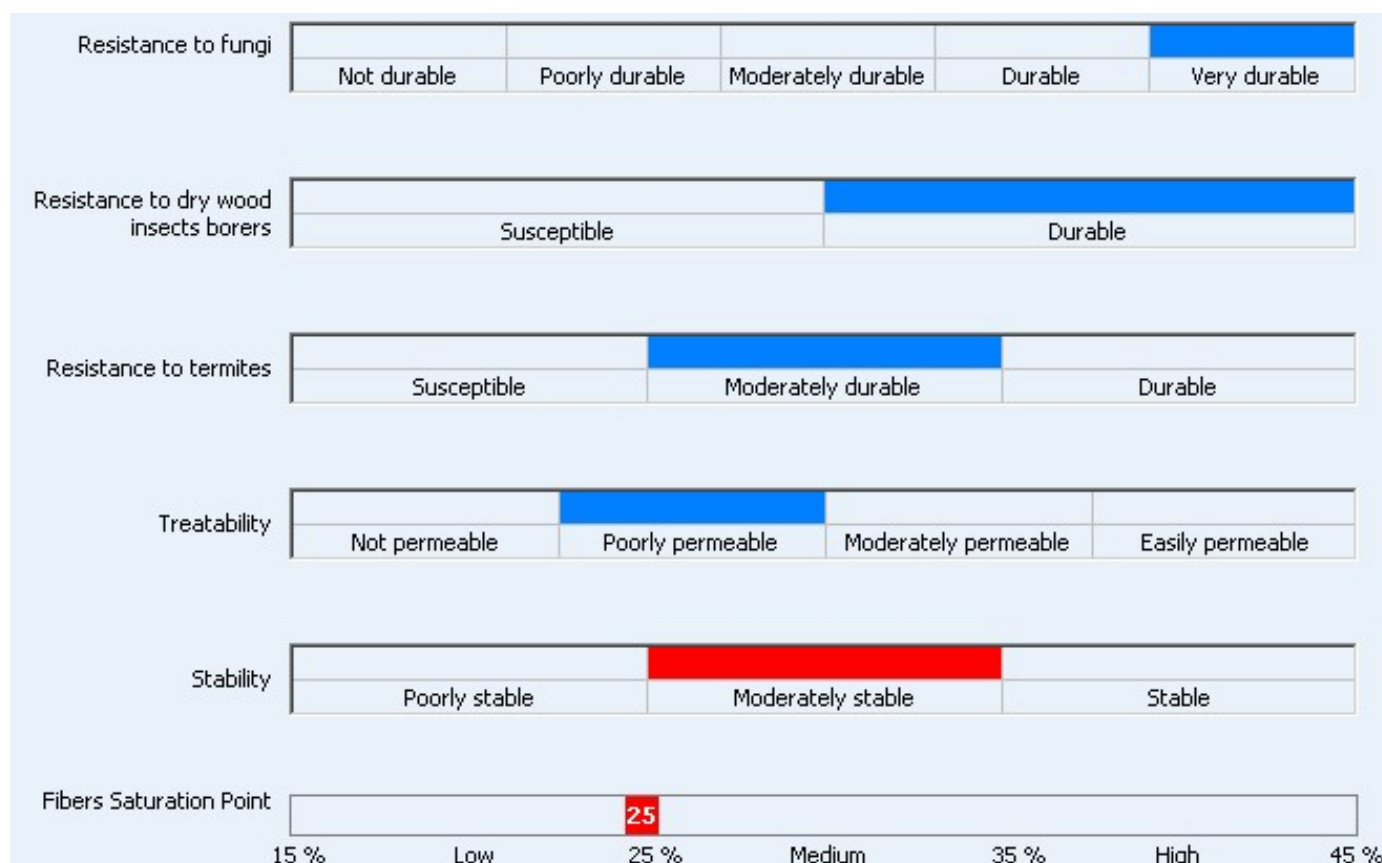 Resistance to fungi
Not durable Poorly durable Moderately durable Durable Very durable
Resistance to dry wood
insects borers
Susceptible Durable
Resistance to termites
Susceptible Moderately durable Durable
Treatability
Not permeable Poorly permeable Moderately permeable Easily permeable
Stability
Poorly stable Moderately stable Stable
Fibers Saturation Point
25
15 % Low 25 % Medium 35 % High 45 %